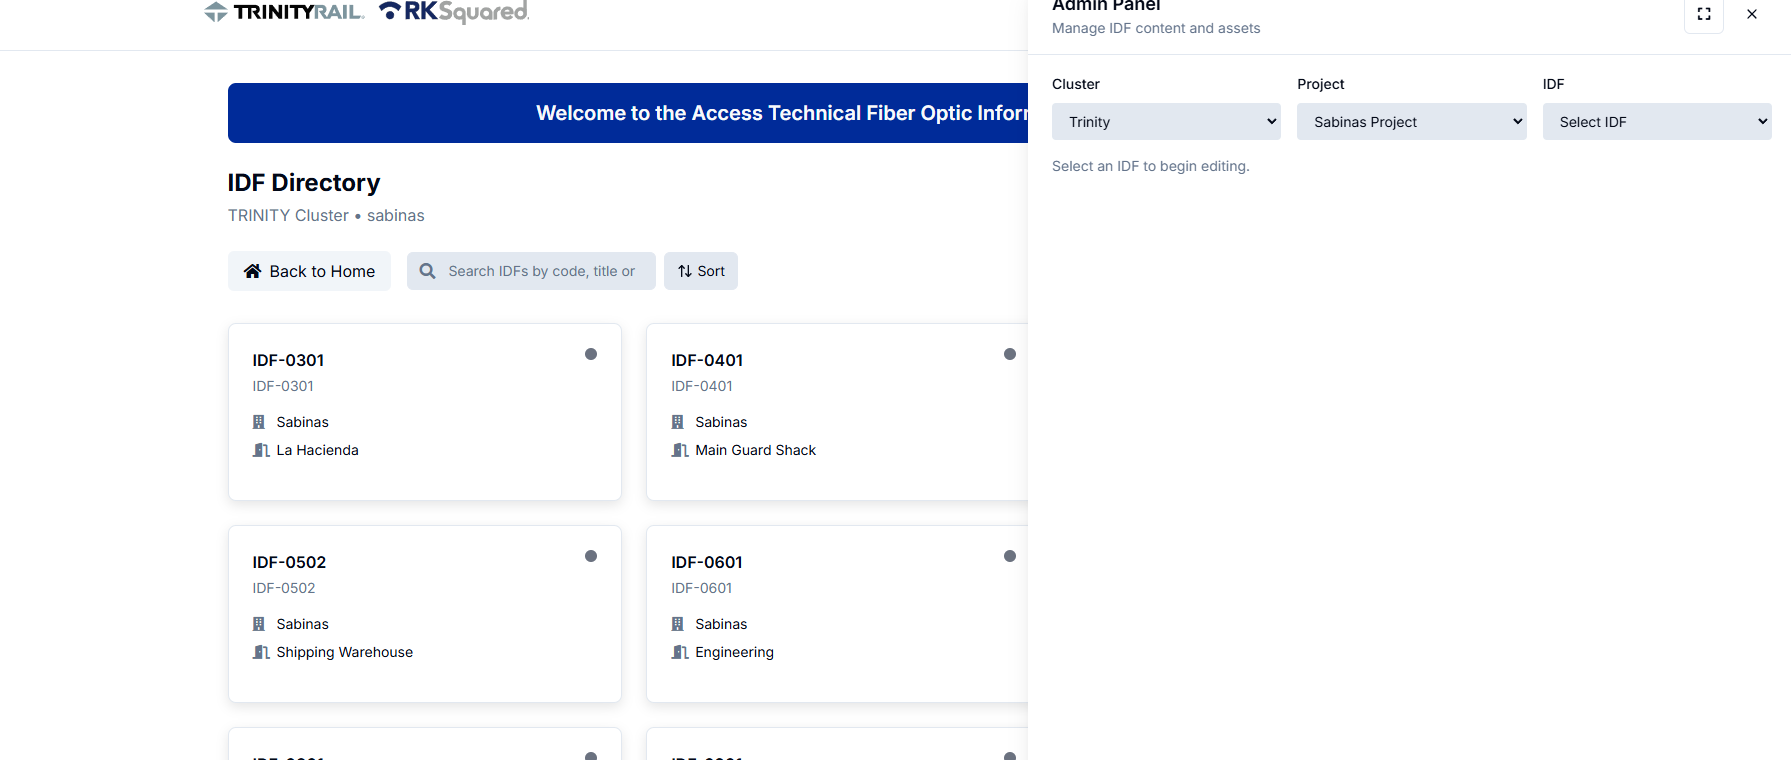 TRINITYRAIL RKSquared
Welcome to the Access Technical Fiber Optic Infor
IDF Directory
TRINITY Cluster • sabinas
Back to Home
Search IDFs by code, title or
Sort
IDF-0301
IDF-0301
Sabinas
La Hacienda
IDF-0401
IDF-0401
Sabinas
Main Guard Shack
IDF-0502
IDF-0502
Sabinas
Shipping Warehouse
IDF-0601
IDF-0601
Sabinas
Engineering
Admin Panel
Manage IDF content and assets
Cluster
Project
IDF
Trinity
Sabinas Project
Select IDF
Select an IDF to begin editing.